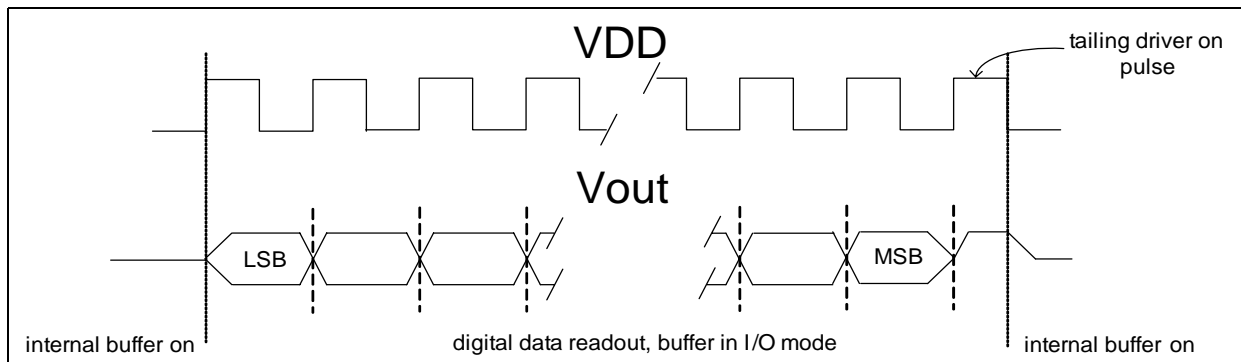 VDD
tailing driver on
pulse
Vout
LSB
MSB
internal buffer on
digital data readout, buffer in I/O mode
internal buffer on